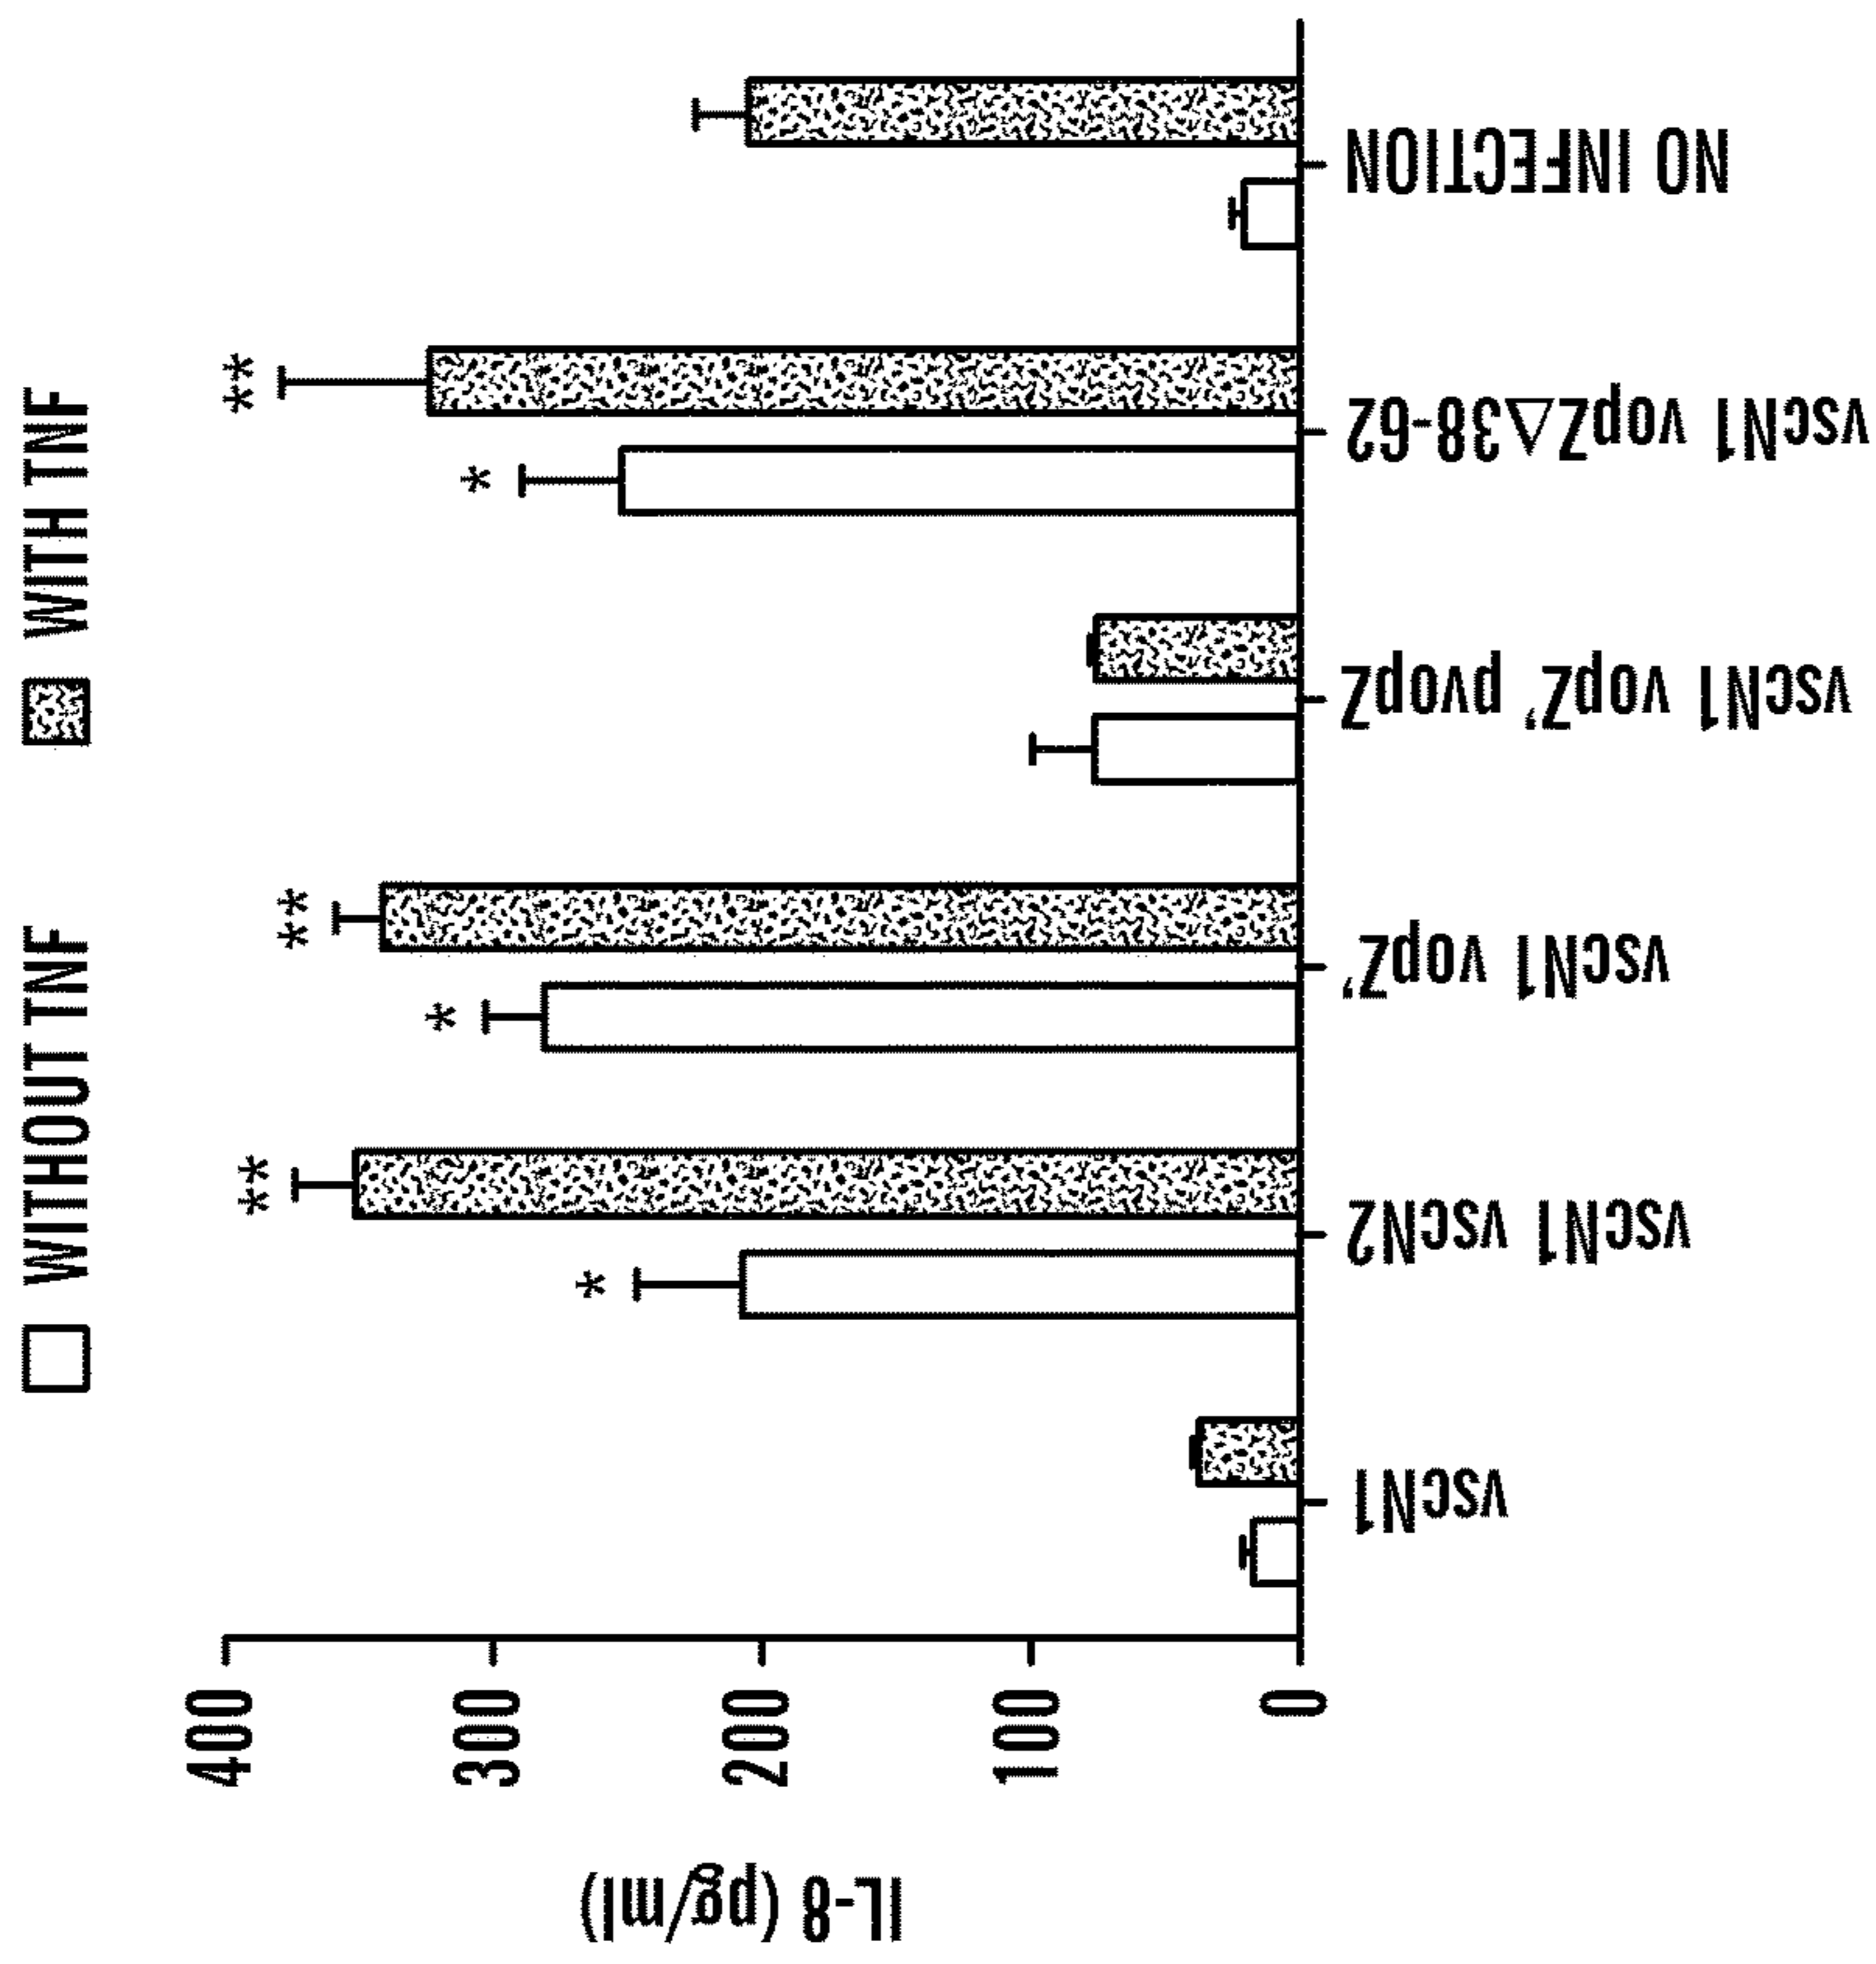 WITHOUT TNF
WITH TNF
IL-8 (pg/ml)
400
300
200
100
0
*
**
*
**
*
**
vscN1
vscN1 vscN2
vscN1 vopZ'
vscN1 vopZ' pvopZ
vscN1 vopZ△38-62
NO INFECTION